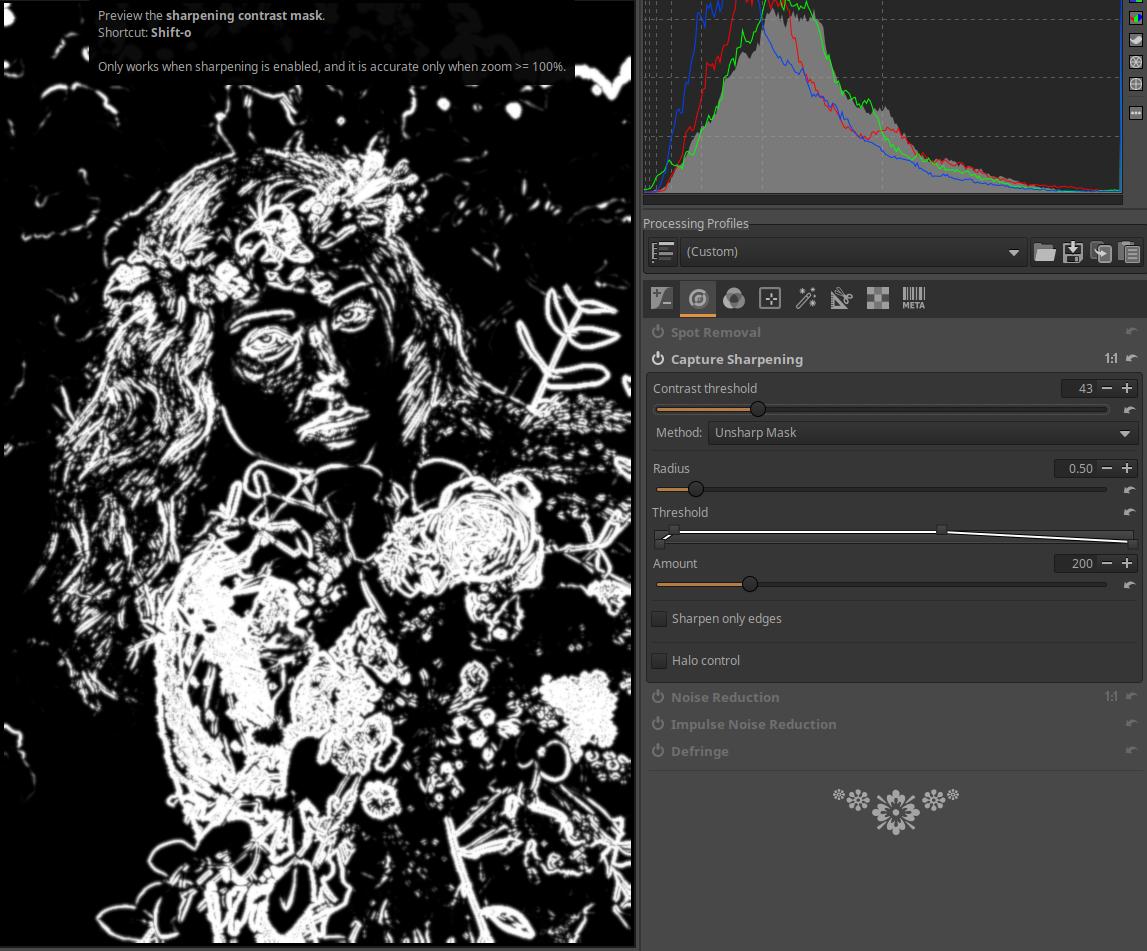 Preview the sharpening contrast mask.
Shortcut: Shift-o
Only works when sharpening is enabled, and it is accurate only when zoom >= 100%.
Processing Profiles
(Custom)
META
Spot Removal
Capture Sharpening 1:1
Contrast threshold 43
Method: Unsharp Mask
Radius 0.50
Threshold
Amount 200
Sharpen only edges
Halo control
Noise Reduction 1:1
Impulse Noise Reduction
Defringe